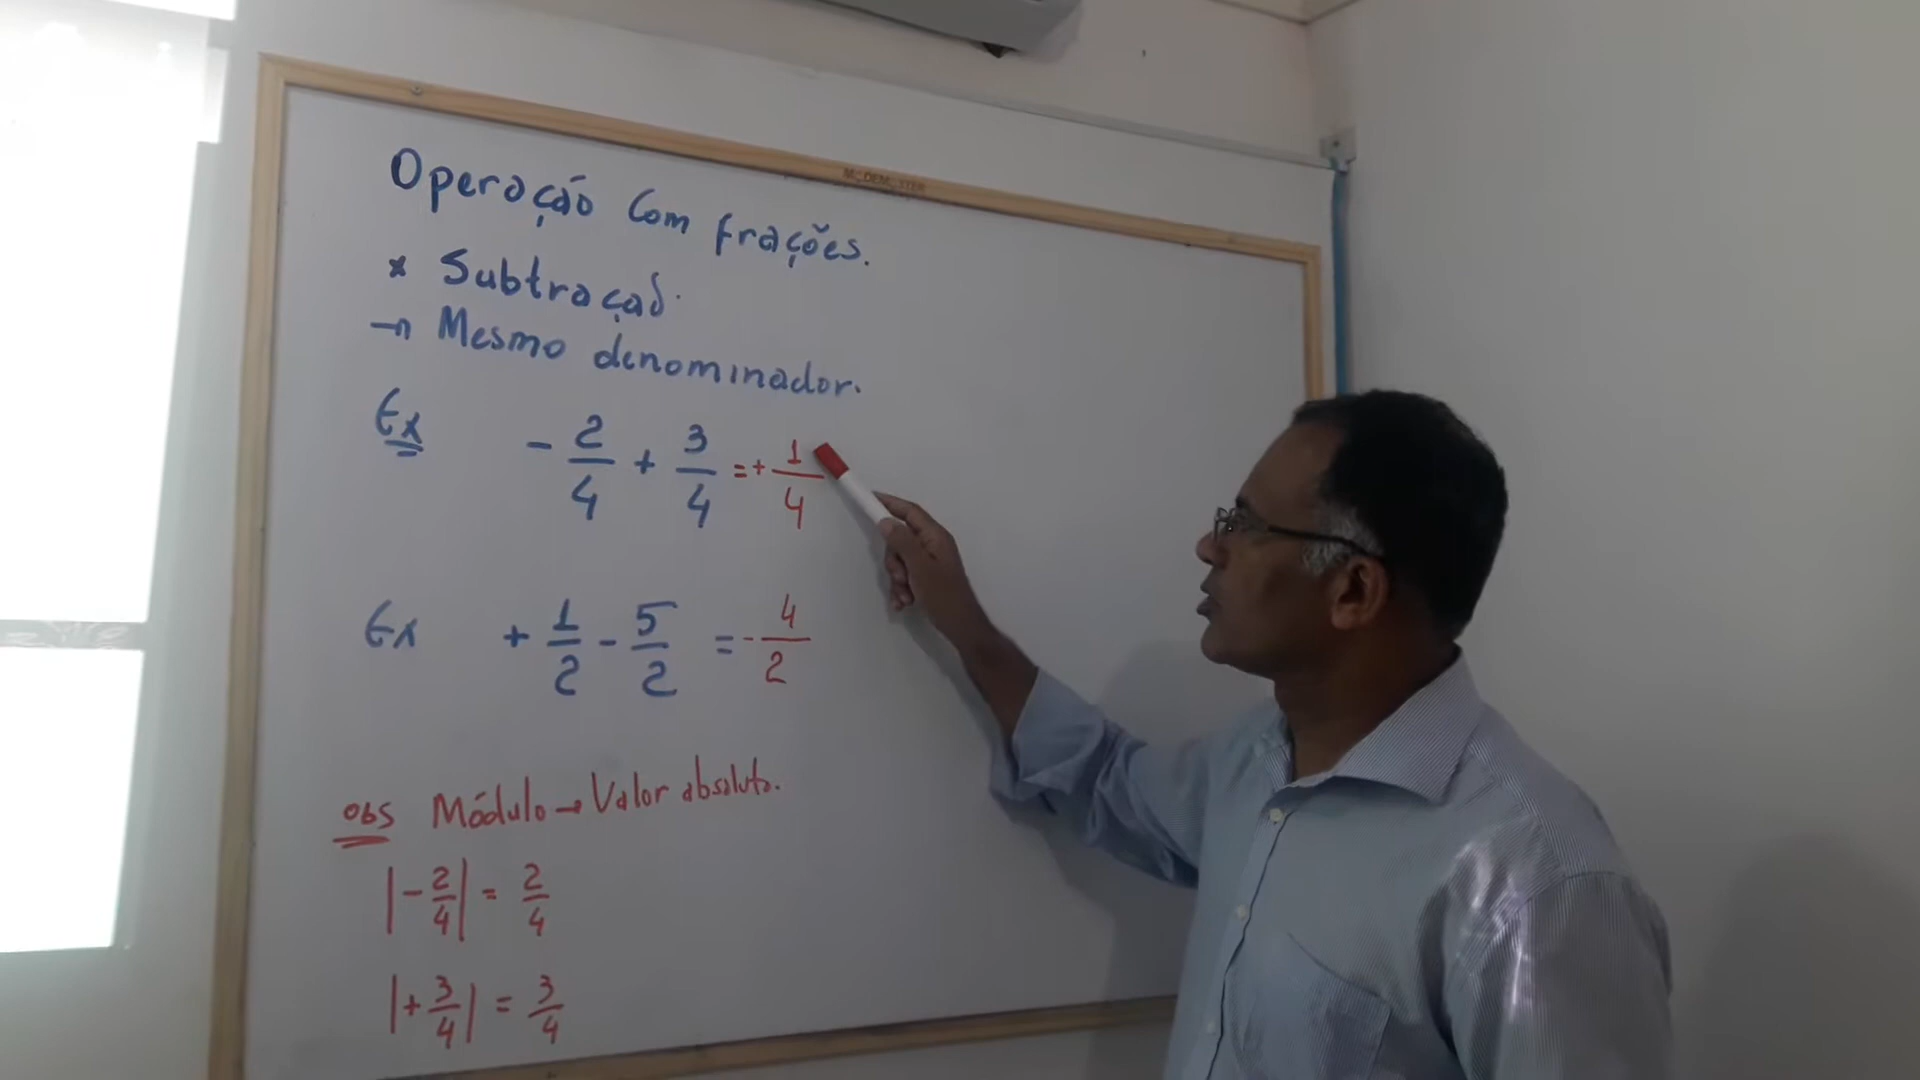 Operação Com frações.
* Subtração.
→ Mesmo denominador.
Ex - 2/4 + 3/4 = + 1/4
Ex + 1/2 - 5/2 = - 4/2
obs Módulo → Valor absoluto.
|- 2/4| = 2/4
|+ 3/4| = 3/4